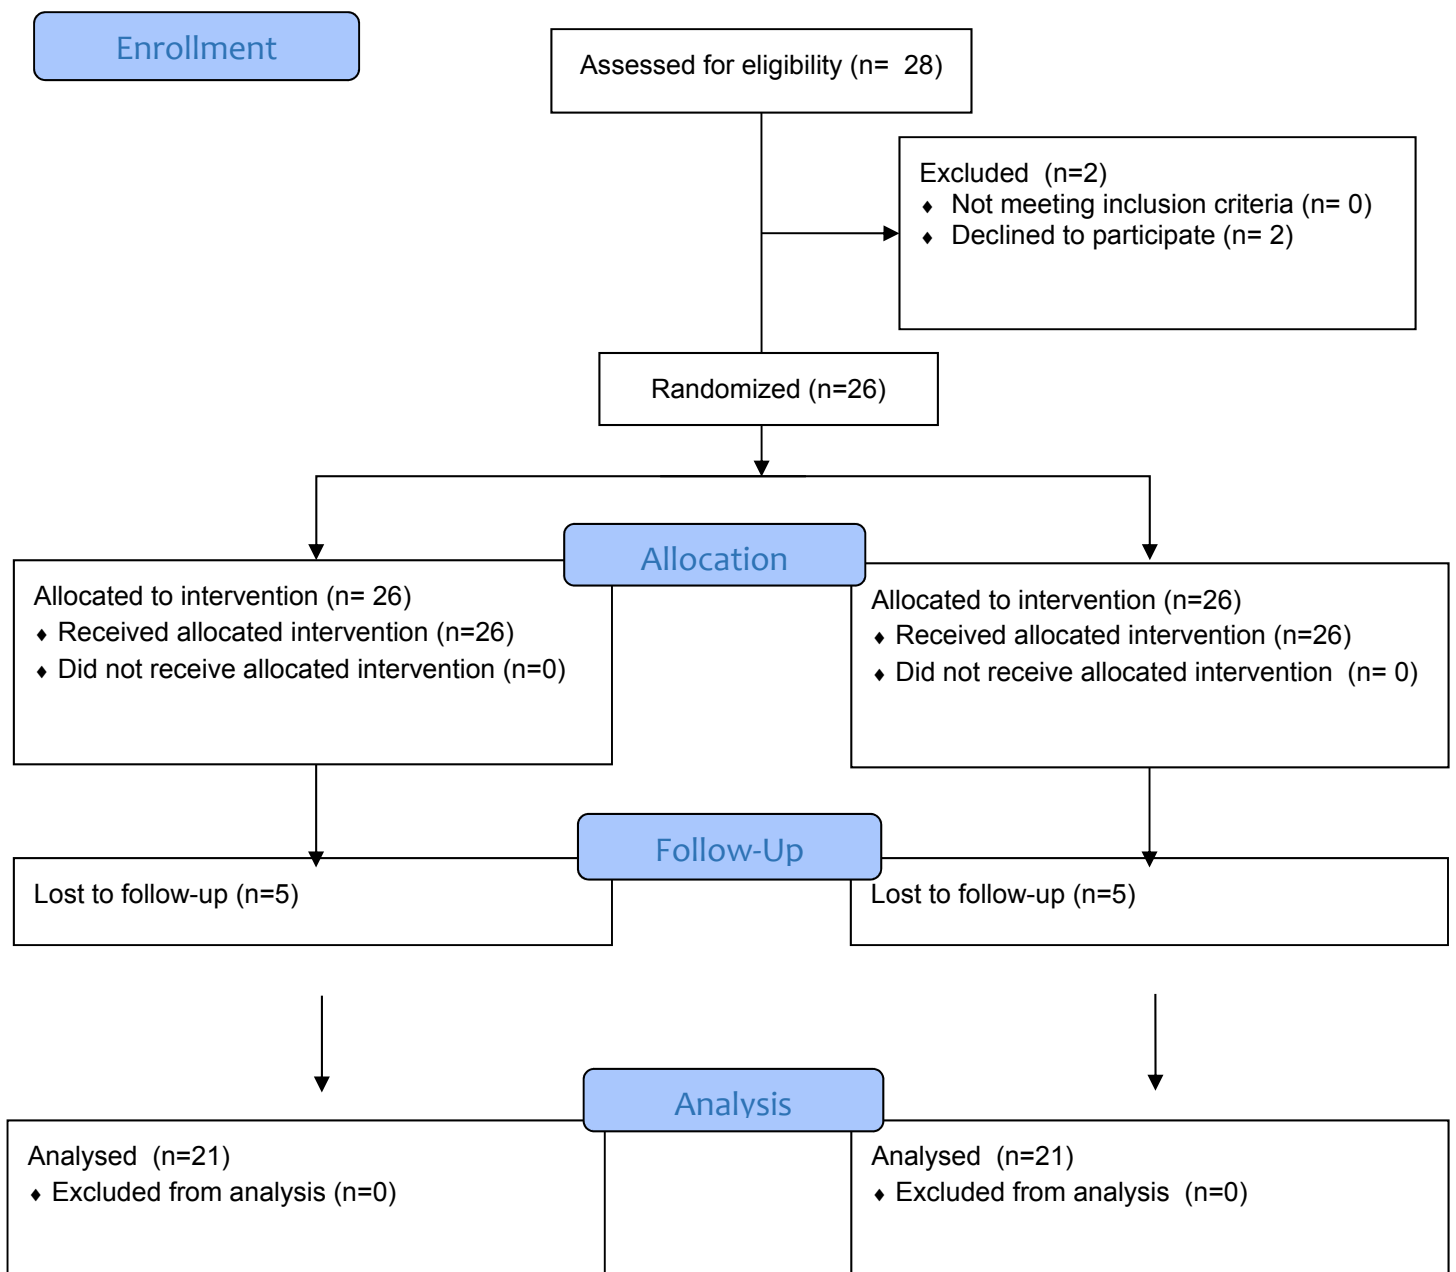 Enrollment
Assessed for eligibility (n=  28)
Excluded  (n=2)
♦ Not meeting inclusion criteria (n= 0)
♦ Declined to participate (n= 2)
Randomized (n=26)
Allocation
Allocated to intervention (n= 26)
♦ Received allocated intervention (n=26)
♦ Did not receive allocated intervention (n=0)
Allocated to intervention (n=26)
♦ Received allocated intervention (n=26)
♦ Did not receive allocated intervention  (n= 0)
Follow-Up
Lost to follow-up (n=5)
Lost to follow-up (n=5)
Analysis
Analysed  (n=21)
♦ Excluded from analysis (n=0)
Analysed  (n=21)
♦ Excluded from analysis  (n=0)